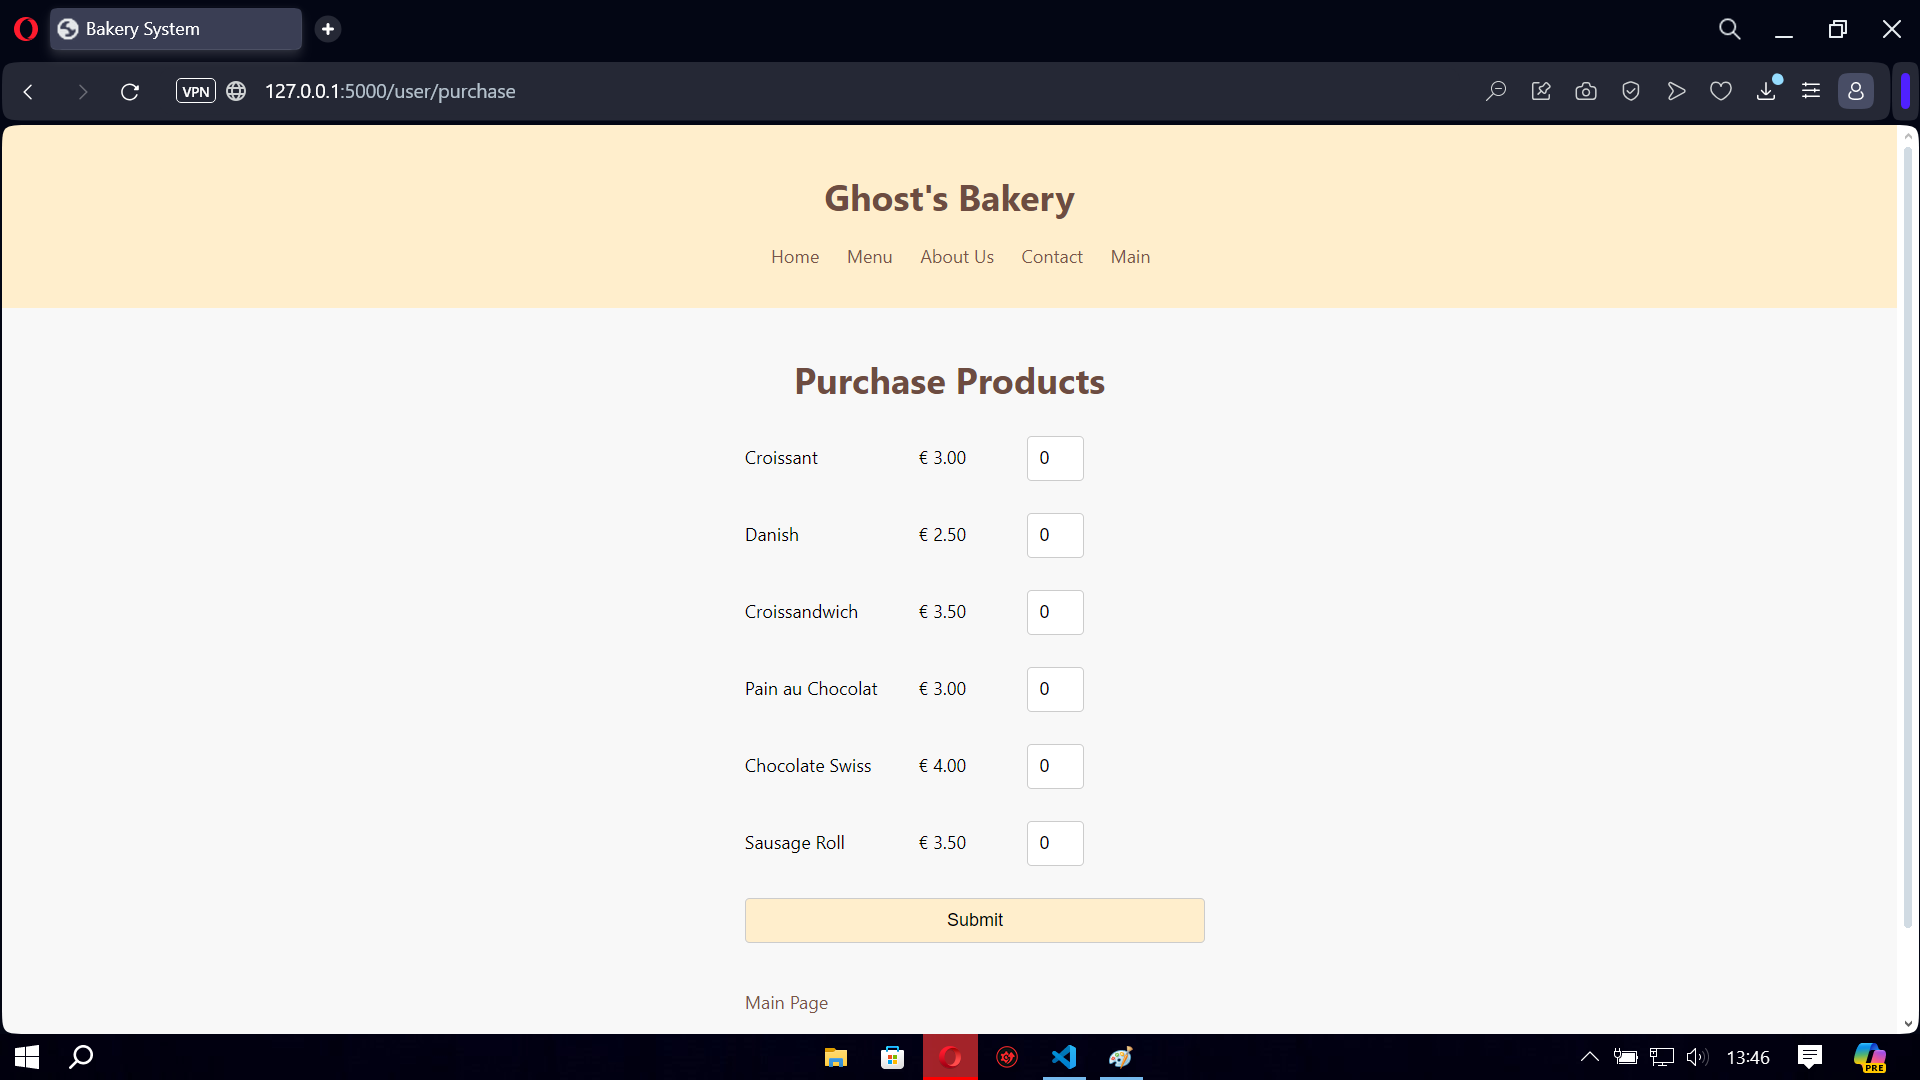 Bakery System
VPN 127.0.0.1:5000/user/purchase
Ghost's Bakery
Home Menu About Us Contact Main
Purchase Products
Croissant € 3.00 0
Danish € 2.50 0
Croissandwich € 3.50 0
Pain au Chocolat € 3.00 0
Chocolate Swiss € 4.00 0
Sausage Roll € 3.50 0
Submit
Main Page
13:46
PRE